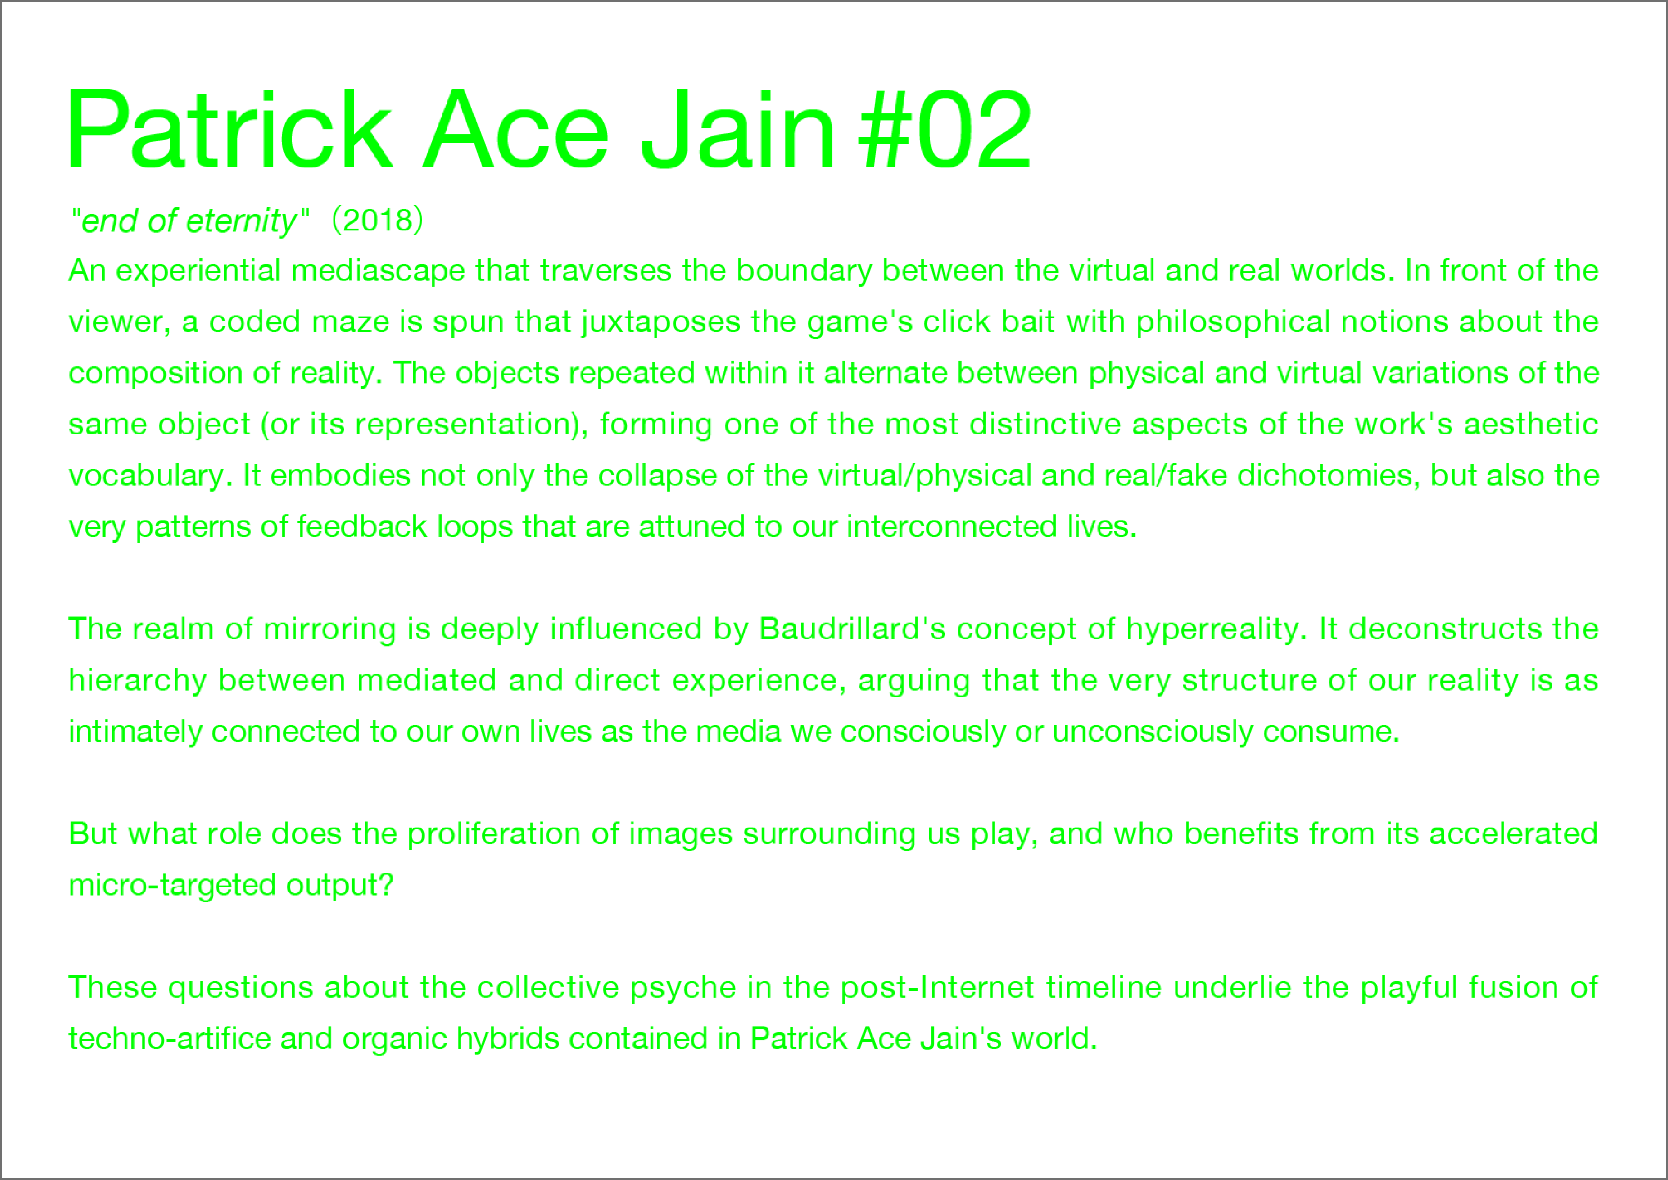 Patrick Ace Jain #02
"end of eternity"（2018）
An experiential mediascape that traverses the boundary between the virtual and real worlds. In front of the
viewer, a coded maze is spun that juxtaposes the game's click bait with philosophical notions about the
composition of reality. The objects repeated within it alternate between physical and virtual variations of the
same object (or its representation), forming one of the most distinctive aspects of the work's aesthetic
vocabulary. It embodies not only the collapse of the virtual/physical and real/fake dichotomies, but also the
very patterns of feedback loops that are attuned to our interconnected lives.
The realm of mirroring is deeply influenced by Baudrillard's concept of hyperreality. It deconstructs the
hierarchy between mediated and direct experience, arguing that the very structure of our reality is as
intimately connected to our own lives as the media we consciously or unconsciously consume.
But what role does the proliferation of images surrounding us play, and who benefits from its accelerated
micro-targeted output?
These questions about the collective psyche in the post-Internet timeline underlie the playful fusion of
techno-artifice and organic hybrids contained in Patrick Ace Jain's world.